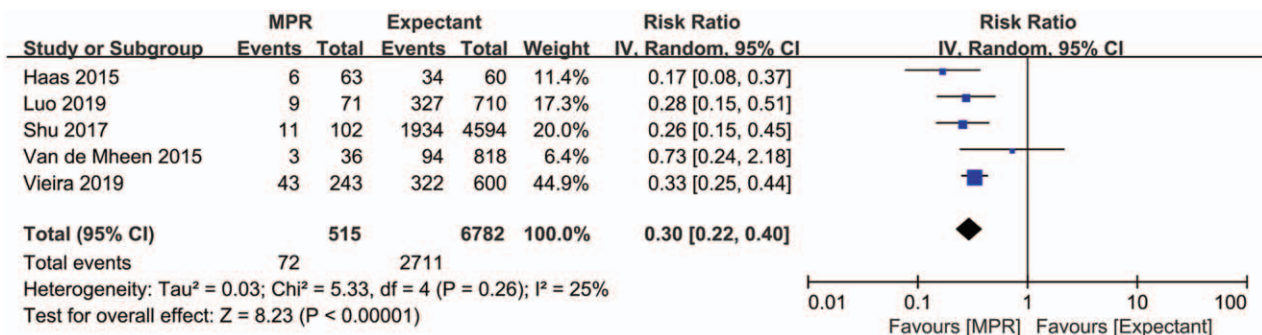 MPR Expectant Risk Ratio Risk Ratio
Study or Subgroup Events Total Events Total Weight IV, Random, 95% CI IV, Random, 95% CI
Haas 2015 6 63 34 60 11.4% 0.17 [0.08, 0.37]
Luo 2019 9 71 327 710 17.3% 0.28 [0.15, 0.51]
Shu 2017 11 102 1934 4594 20.0% 0.26 [0.15, 0.45]
Van de Mheen 2015 3 36 94 818 6.4% 0.73 [0.24, 2.18]
Vieira 2019 43 243 322 600 44.9% 0.33 [0.25, 0.44]
Total (95% CI) 515 6782 100.0% 0.30 [0.22, 0.40]
Total events 72 2711
Heterogeneity: Tau² = 0.03; Chi² = 5.33, df = 4 (P = 0.26); I² = 25%
Test for overall effect: Z = 8.23 (P < 0.00001)
0.01 0.1 1 10 100
Favours [MPR] Favours [Expectant]